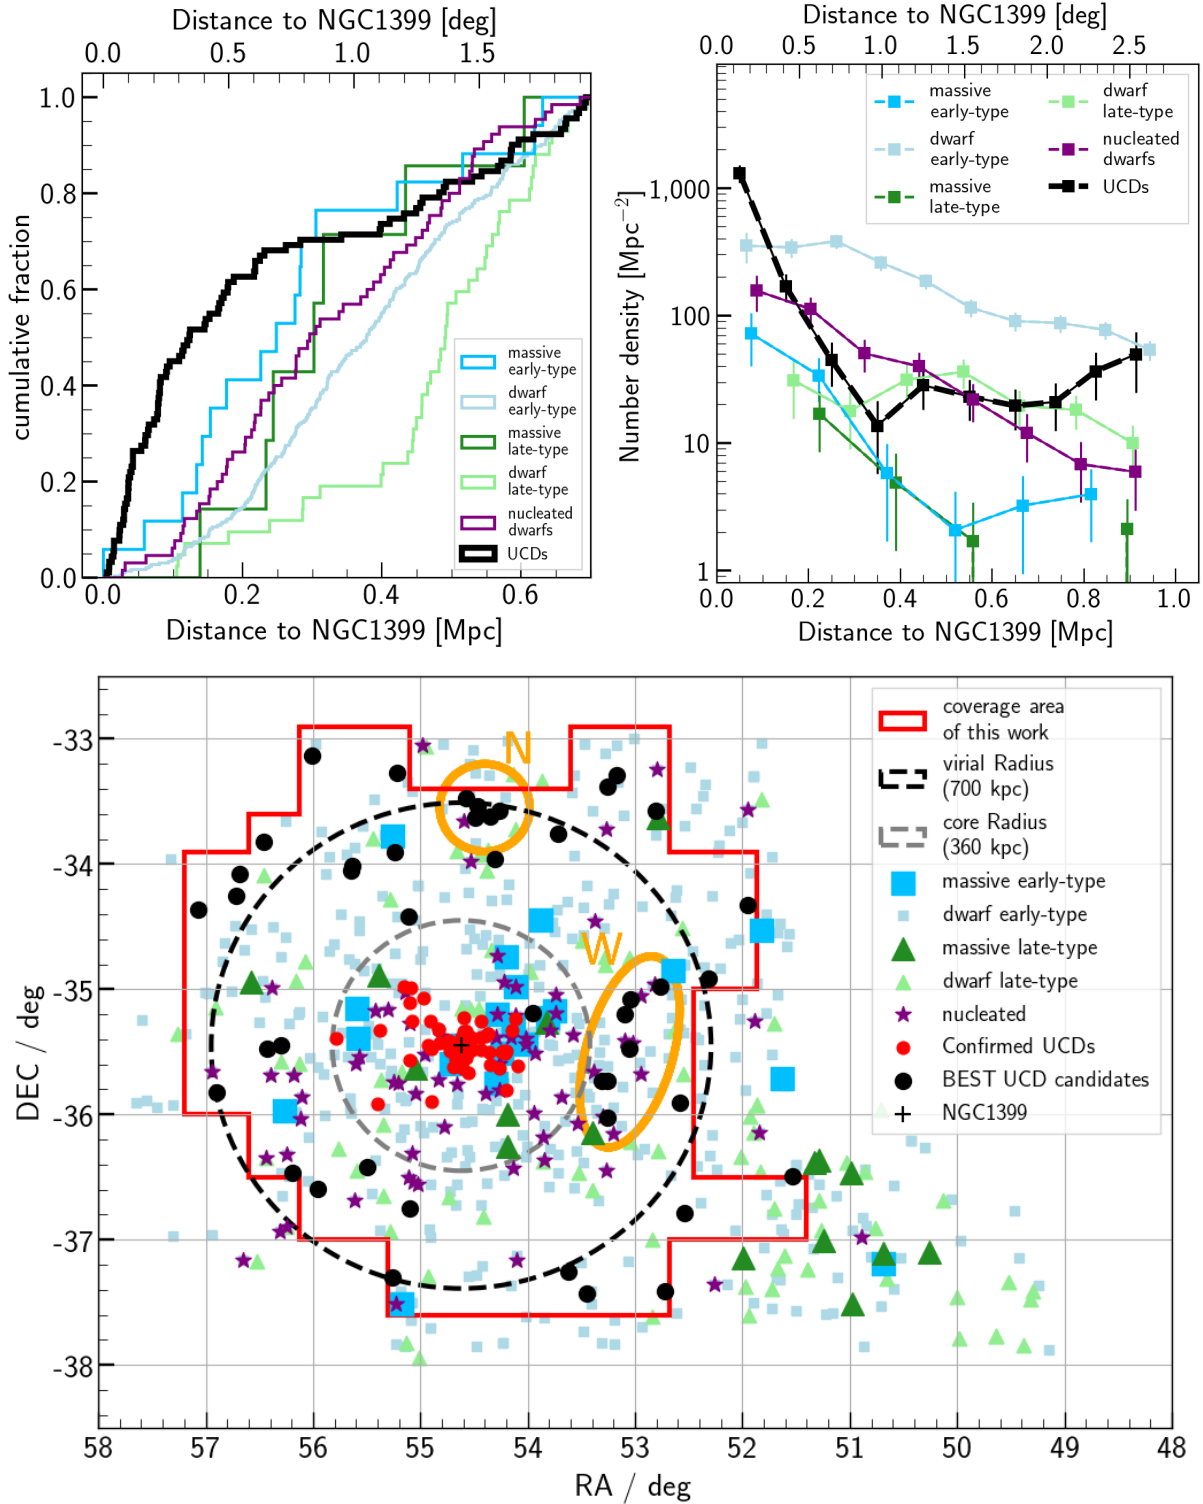 Distance to NGC1399 [deg]
0.0 0.5 1.0 1.5
1.0
0.8
0.6
0.4
0.2
0.0
cumulative fraction
massive
early-type
dwarf
early-type
massive
late-type
dwarf
late-type
nucleated
dwarfs
UCDs
0.0 0.2 0.4 0.6
Distance to NGC1399 [Mpc]
Distance to NGC1399 [deg]
0.0 0.5 1.0 1.5 2.0 2.5
massive
early-type
dwarf
early-type
massive
late-type
dwarf
late-type
nucleated
dwarfs
UCDs
1,000
100
10
1
Number density [Mpc⁻²]
0.0 0.2 0.4 0.6 0.8 1.0
Distance to NGC1399 [Mpc]
N
W
coverage area
of this work
virial Radius
(700 kpc)
core Radius
(360 kpc)
massive early-type
dwarf early-type
massive late-type
dwarf late-type
nucleated
Confirmed UCDs
BEST UCD candidates
NGC1399
-33
-34
-35
-36
-37
-38
DEC / deg
58 57 56 55 54 53 52 51 50 49 48
RA / deg